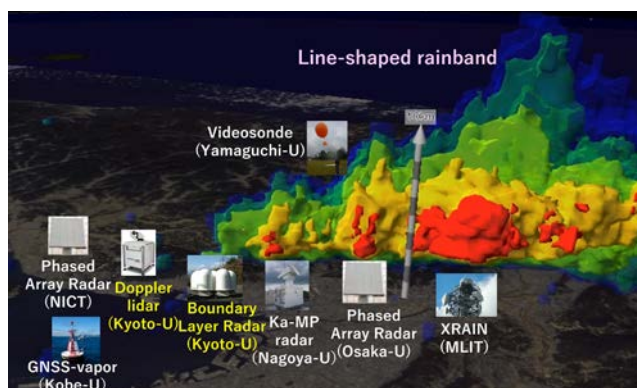 Line-shaped rainband
Videosonde
(Yamaguchi-U)
Phased
Array Radar
(NICT)
Doppler
lidar
(Kyoto-U)
Boundary
Layer Radar
(Kyoto-U)
Ka-MP
radar
(Nagoya-U)
Phased
Array Radar
(Osaka-U)
XRAIN
(MLIT)
GNSS-vapor
(Kobe-U)